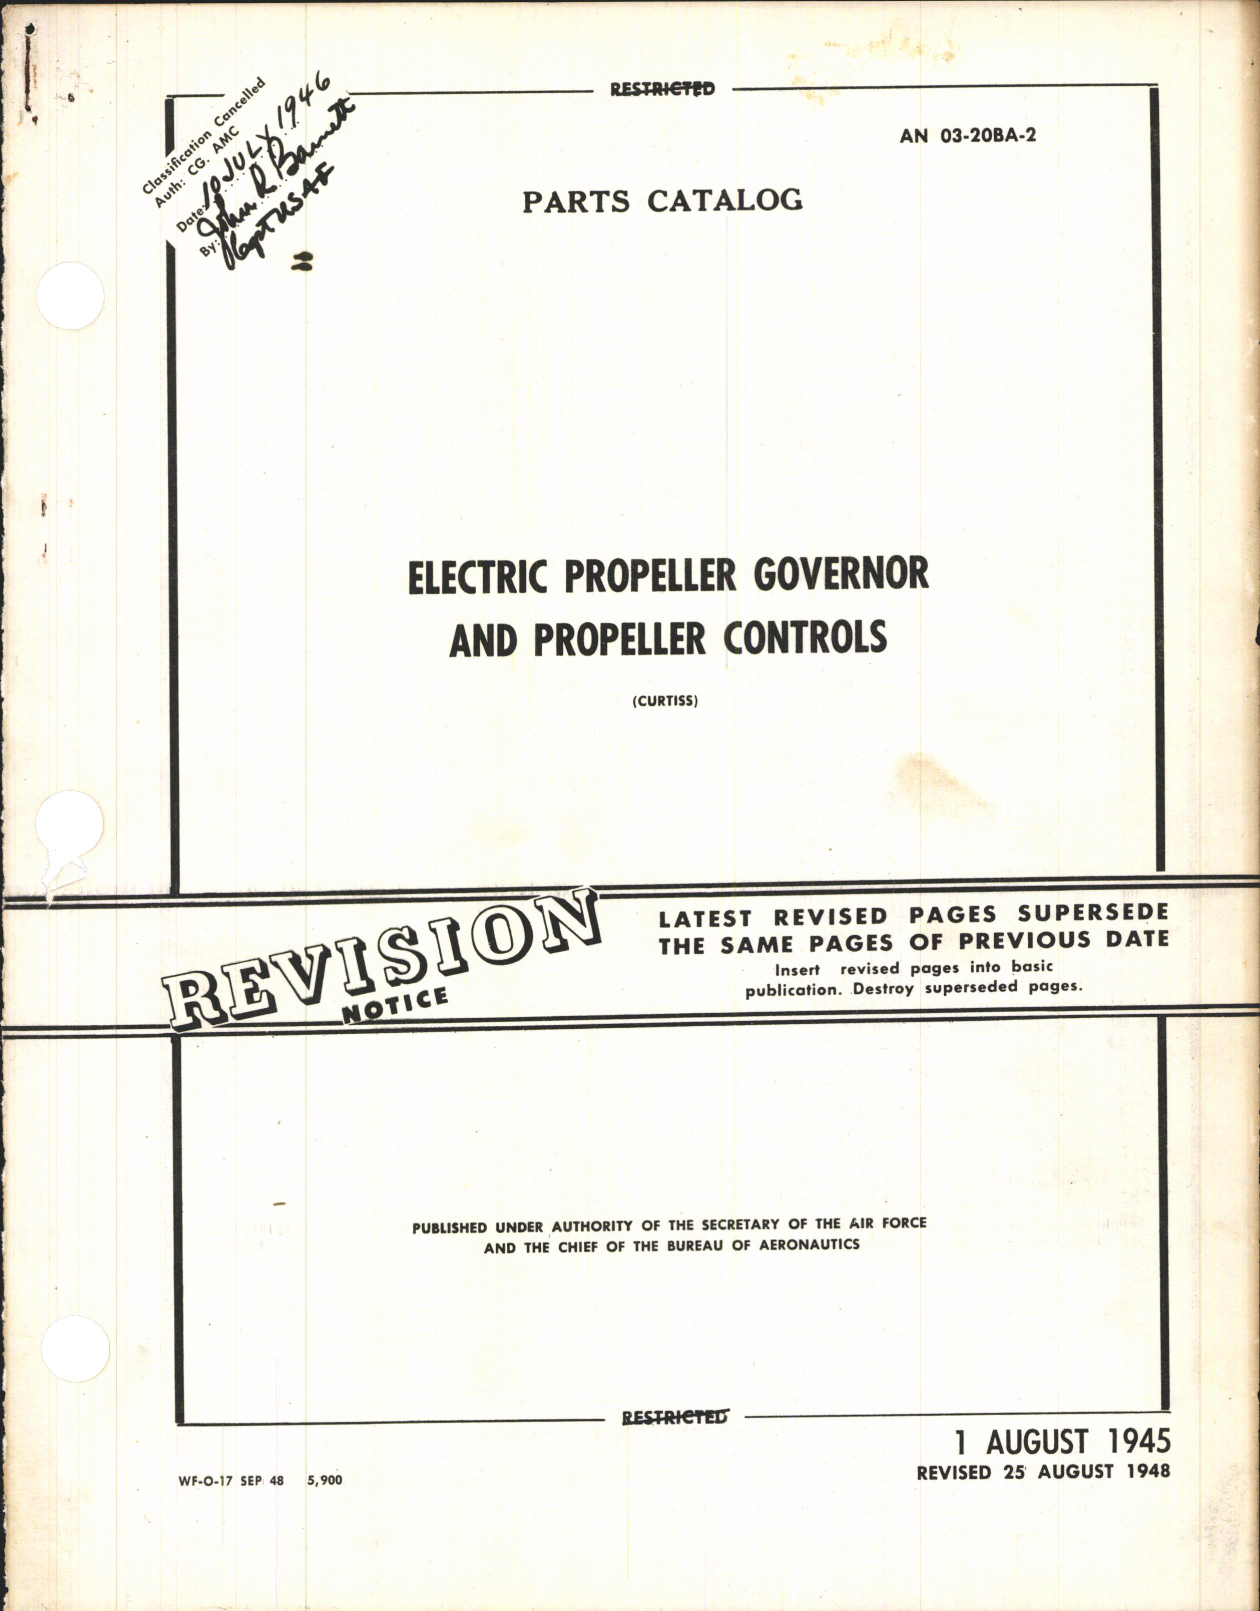 RESTRICTED
Classification Cancelled
Auth: CG. AMC
Date: 10 JULY 1946
By: John R Barnett
Capt USAF
AN 03-20BA-2
PARTS CATALOG
ELECTRIC PROPELLER GOVERNOR
AND PROPELLER CONTROLS
(CURTISS)
REVISION
NOTICE
LATEST REVISED PAGES SUPERSEDE
THE SAME PAGES OF PREVIOUS DATE
Insert revised pages into basic
publication. Destroy superseded pages.
PUBLISHED UNDER AUTHORITY OF THE SECRETARY OF THE AIR FORCE
AND THE CHIEF OF THE BUREAU OF AERONAUTICS
RESTRICTED
1 AUGUST 1945
REVISED 25 AUGUST 1948
WF-O-17 SEP 48 5,900